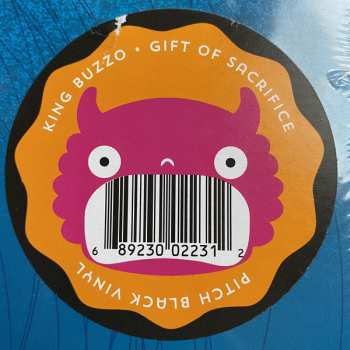 KING BUZZO • GIFT OF SACRIFICE
6 89230 02231 2
PITCH BLACK VINYL